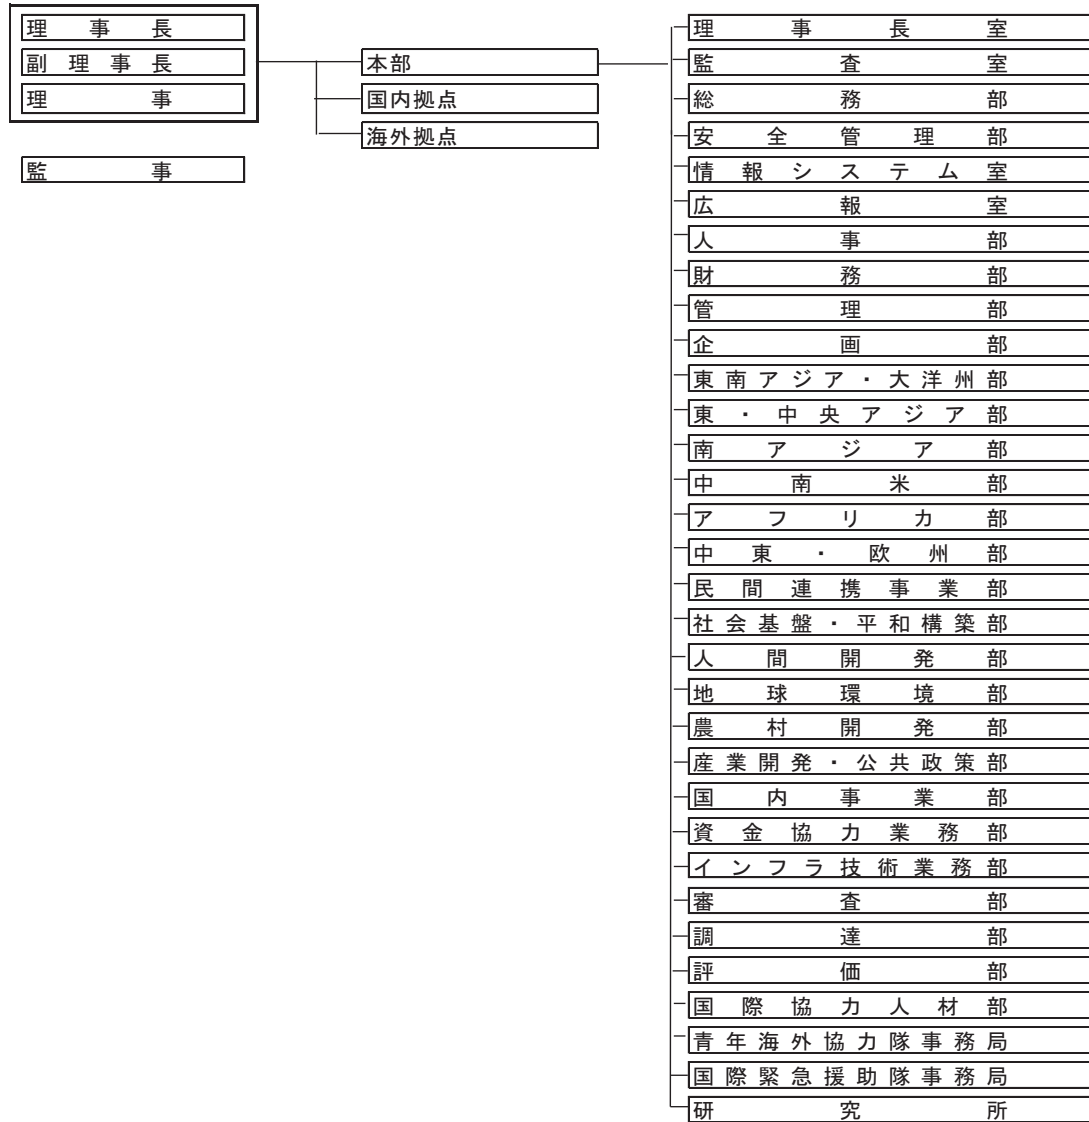 理事長
副理事長
理事
監事
本部
国内拠点
海外拠点
理事長室
監査室
総務部
安全管理部
情報システム室
広報室
人事部
財務部
管理部
企画部
東南アジア・大洋州部
東・中央アジア部
南アジア部
中南米部
アフリカ部
中東・欧州部
民間連携事業部
社会基盤・平和構築部
人間開発部
地球環境部
農村開発部
産業開発・公共政策部
国内事業部
資金協力業務部
インフラ技術業務部
審査部
調達部
評価部
国際協力人材部
青年海外協力隊事務局
国際緊急援助隊事務局
研究所